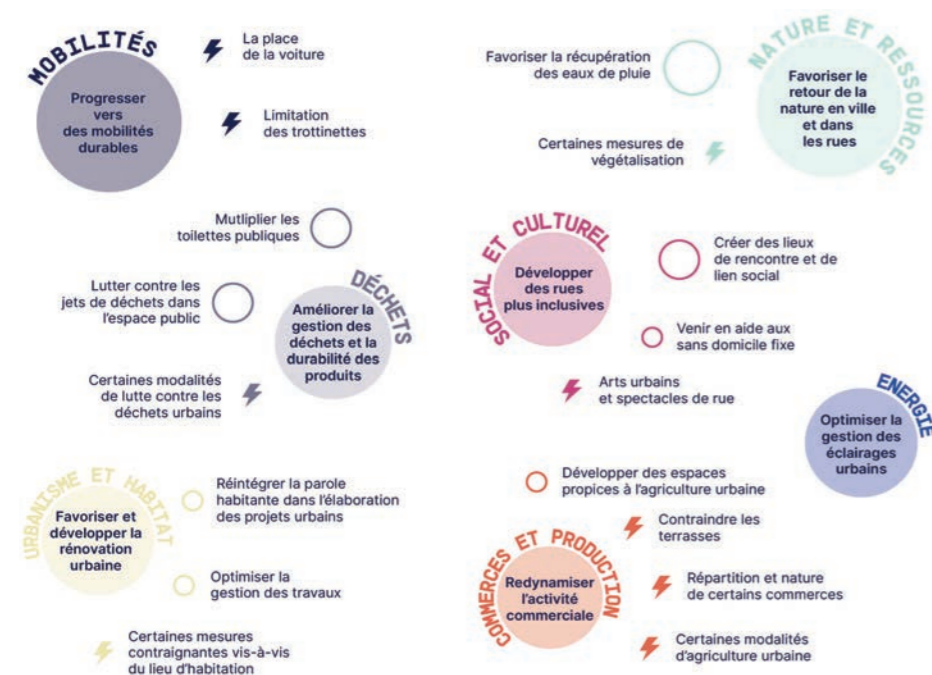 MOBILITÉS
Progresser
vers
des mobilités
durables
La place
de la voiture
Limitation
des trottinettes
NATURE ET RESSOURCES
Favoriser le
retour de la
nature en ville
et dans
les rues
Favoriser la récupération
des eaux de pluie
Certaines mesures de
végétalisation
Mutliplier les
toilettes publiques
Lutter contre les
jets de déchets dans
l'espace public
DÉCHETS
Améliorer la
gestion des
déchets et la
durabilité des
produits
Certaines modalités
de lutte contre les
déchets urbains
SOCIAL ET CULTUREL
Développer
des rues
plus inclusives
Créer des lieux
de rencontre et de
lien social
Venir en aide aux
sans domicile fixe
Arts urbains
et spectacles de rue
ENERGIE
Optimiser la
gestion des
éclairages
urbains
URBANISME ET HABITAT
Favoriser et
développer la
rénovation
urbaine
Réintégrer la parole
habitante dans l'élaboration
des projets urbains
Optimiser la
gestion des travaux
Certaines mesures
contraignantes vis-à-vis
du lieu d'habitation
Développer des espaces
propices à l'agriculture urbaine
COMMERCES ET PRODUCTION
Redynamiser
l'activité
commerciale
Contraindre les
terrasses
Répartition et nature
de certains commerces
Certaines modalités
d'agriculture urbaine